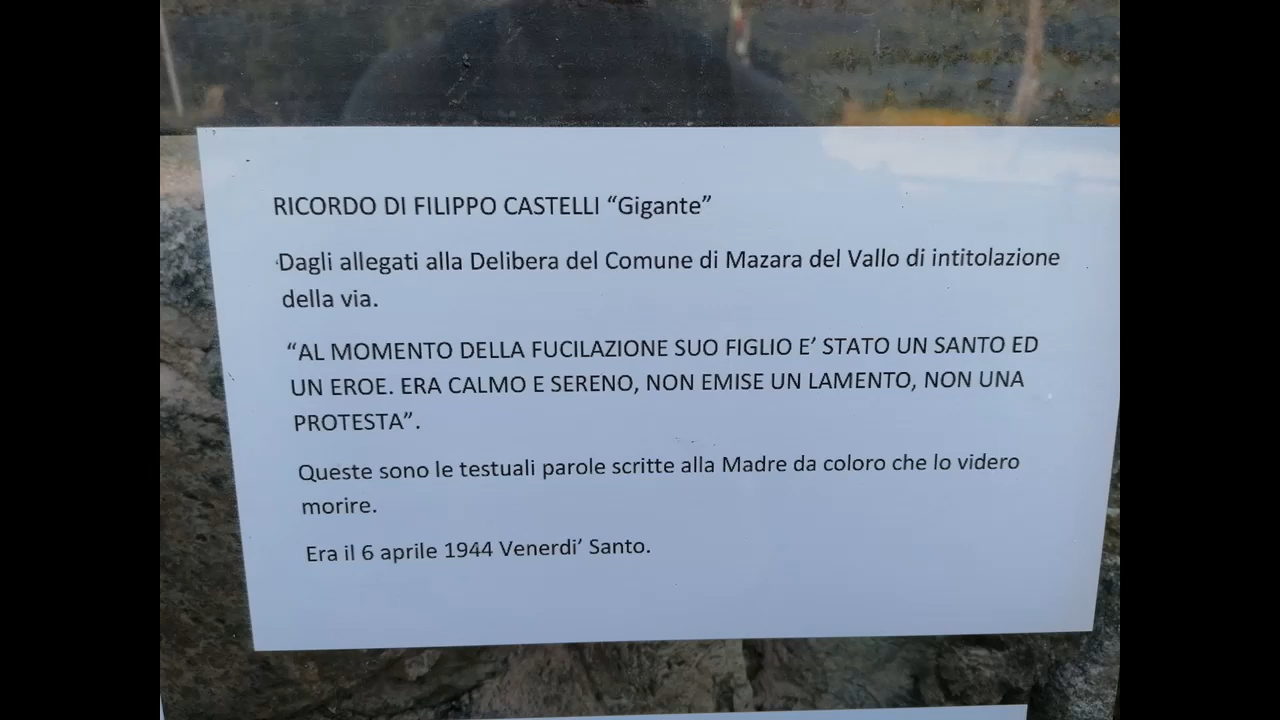 RICORDO DI FILIPPO CASTELLI “Gigante”
Dagli allegati alla Delibera del Comune di Mazara del Vallo di intitolazione
della via.
“AL MOMENTO DELLA FUCILAZIONE SUO FIGLIO E’ STATO UN SANTO ED
UN EROE. ERA CALMO E SERENO, NON EMISE UN LAMENTO, NON UNA
PROTESTA”.
Queste sono le testuali parole scritte alla Madre da coloro che lo videro
morire.
Era il 6 aprile 1944 Venerdi’ Santo.